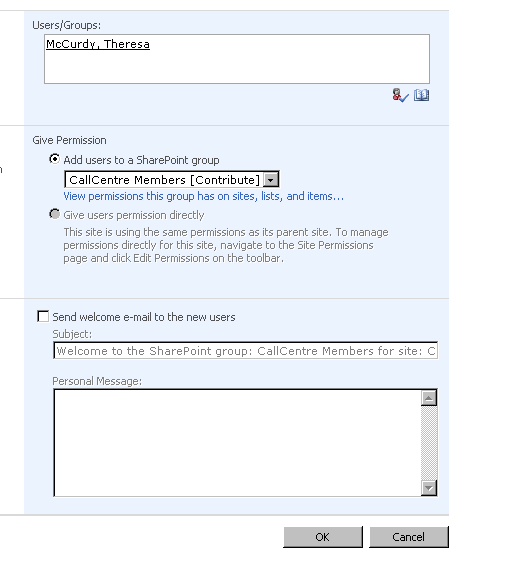 Users/Groups:
McCurdy, Theresa
Give Permission
Add users to a SharePoint group
CallCentre Members [Contribute]
View permissions this group has on sites, lists, and items...
Give users permission directly
This site is using the same permissions as its parent site. To manage
permissions directly for this site, navigate to the Site Permissions
page and click Edit Permissions on the toolbar.
Send welcome e-mail to the new users
Subject:
Welcome to the SharePoint group: CallCentre Members for site: C
Personal Message:
OK
Cancel